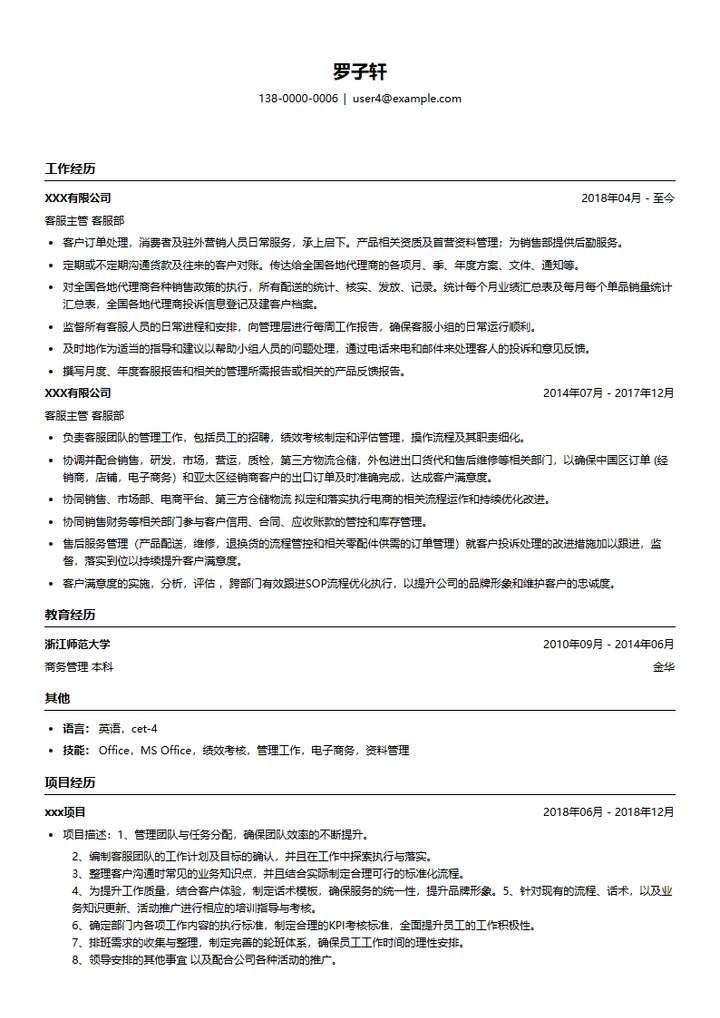 罗子轩
138-0000-0006 | user4@example.com
工作经历
XXX有限公司 2018年04月 - 至今
客服主管 客服部
• 客户订单处理，消费者及驻外营销人员日常服务，承上启下。产品相关资质及首营资料管理；为销售部提供后勤服务。
• 定期或不定期沟通货款及往来的客户对账。传达给全国各地代理商的各项月、季、年度方案、文件、通知等。
• 对全国各地代理商各种销售政策的执行，所有配送的统计、核实、发放、记录。统计每个月业绩汇总表及每月每个单品销量统计
汇总表，全国各地代理商投诉信息登记及建客户档案。
• 监督所有客服人员的日常进程和安排，向管理层进行每周工作报告，确保客服小组的日常运行顺利。
• 及时地作为适当的指导和建议以帮助小组人员的问题处理，通过电话来电和邮件来处理客人的投诉和意见反馈。
• 撰写月度、年度客服报告和相关的管理所需报告或相关的产品反馈报告。
XXX有限公司 2014年07月 - 2017年12月
客服主管 客服部
• 负责客服团队的管理工作，包括员工的招聘，绩效考核制定和评估管理，操作流程及其职责细化。
• 协调并配合销售，研发，市场，营运，质检，第三方物流仓储，外包进出口货代和售后维修等相关部门，以确保中国区订单 (经
销商，店铺，电子商务）和亚太区经销商客户的出口订单及时准确完成，达成客户满意度。
• 协同销售、市场部、电商平台、第三方仓储物流 拟定和落实执行电商的相关流程运作和持续优化改进。
• 协同销售财务等相关部门参与客户信用、合同、应收账款的管控和库存管理。
• 售后服务管理（产品配送，维修，退换货的流程管控和相关零配件供需的订单管理）就客户投诉处理的改进措施加以跟进，监
督，落实到位以持续提升客户满意度。
• 客户满意度的实施，分析，评估 ，跨部门有效跟进SOP流程优化执行，以提升公司的品牌形象和维护客户的忠诚度。
教育经历
浙江师范大学 2010年09月 - 2014年06月
商务管理 本科 金华
其他
• 语言： 英语，cet-4
• 技能： Office，MS Office，绩效考核，管理工作，电子商务，资料管理
项目经历
xxx项目 2018年06月 - 2018年12月
• 项目描述：1、管理团队与任务分配，确保团队效率的不断提升。
2、编制客服团队的工作计划及目标的确认，并且在工作中探索执行与落实。
3、整理客户沟通时常见的业务知识点，并且结合实际制定合理可行的标准化流程。
4、为提升工作质量，结合客户体验，制定话术模板，确保服务的统一性，提升品牌形象。5、针对现有的流程、话术，以及业
务知识更新、活动推广进行相应的培训指导与考核。
6、确定部门内各项工作内容的执行标准，制定合理的KPI考核标准，全面提升员工的工作积极性。
7、排班需求的收集与整理，制定完善的轮班体系，确保员工工作时间的理性安排。
8、领导安排的其他事宜 以及配合公司各种活动的推广。